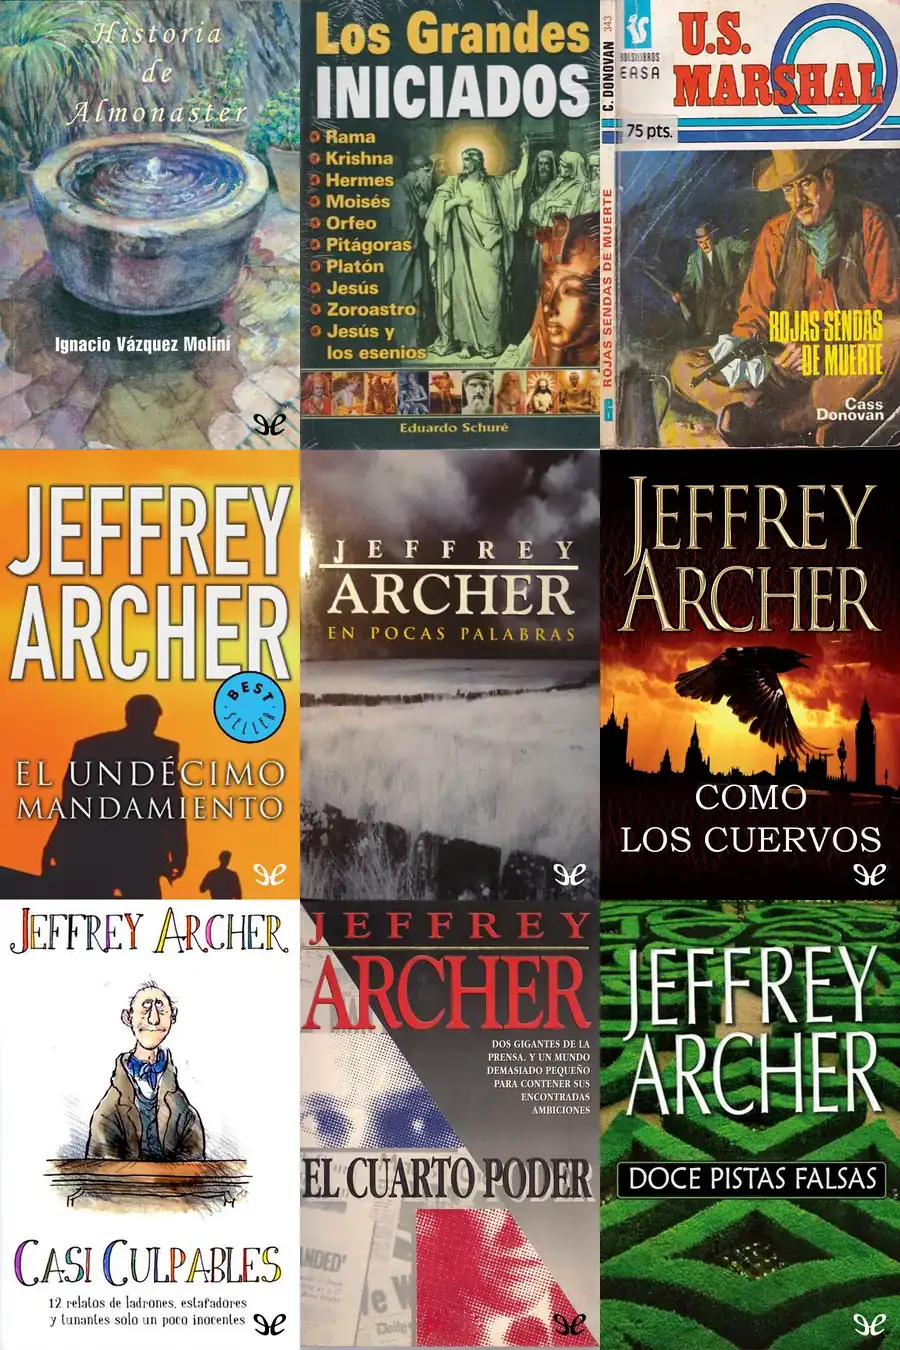 Historia
de
Almonaster
Ignacio Vázquez Moliní
Los Grandes
INICIADOS
Rama
Krishna
Hermes
Moisés
Orfeo
Pitágoras
Platón
Jesús
Zoroastro
Jesús y
los esenios
Eduardo Schuré
343
C. DONOVAN
ROJAS SENDAS DE MUERTE
BOLSILIBROS
EASA
U.S.
MARSHAL
75 pts.
ROJAS SENDAS
DE MUERTE
Cass
Donovan
JEFFREY
ARCHER
BEST
SELLER
EL UNDÉCIMO
MANDAMIENTO
JEFFREY
ARCHER
EN POCAS PALABRAS
JEFFREY
ARCHER
COMO
LOS CUERVOS
JEFFREY ARCHER
CASI CULPABLES
12 relatos de ladrones, estafadores
y tunantes solo un poco inocentes
JEFFREY
ARCHER
DOS GIGANTES DE LA
PRENSA. Y UN MUNDO
DEMASIADO PEQUEÑO
PARA CONTENER SUS
ENCONTRADAS
AMBICIONES
EL CUARTO PODER
JEFFREY
ARCHER
DOCE PISTAS FALSAS